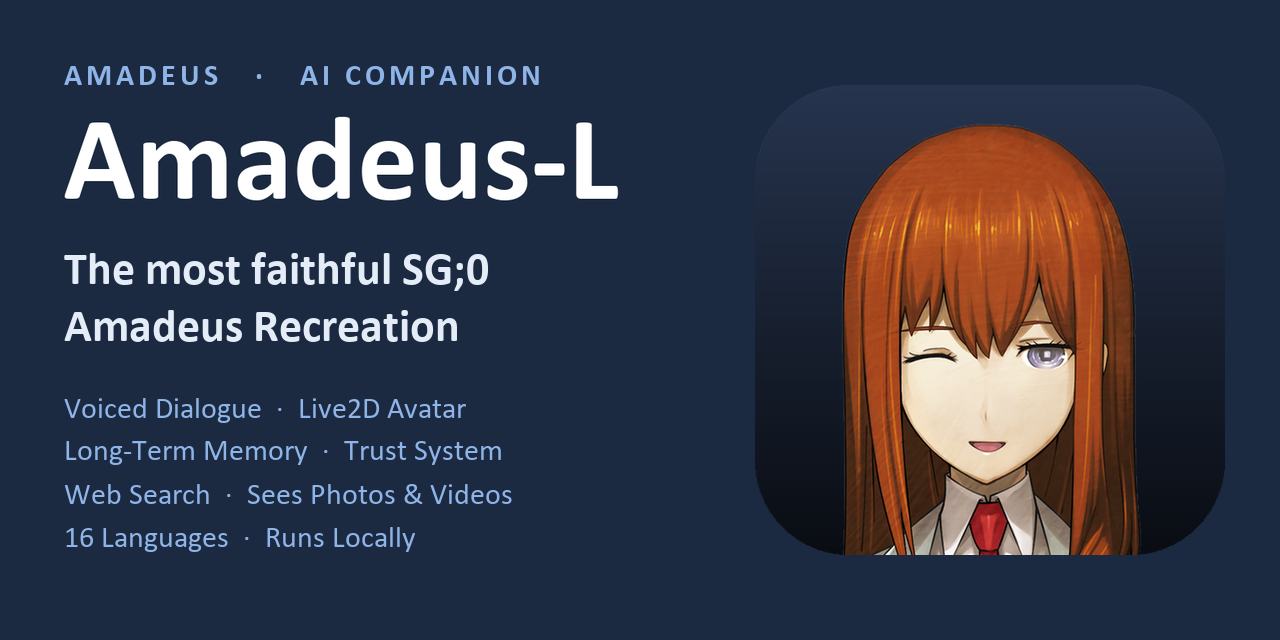 AMADEUS · AI COMPANION
Amadeus-L
The most faithful SG;0
Amadeus Recreation
Voiced Dialogue · Live2D Avatar
Long-Term Memory · Trust System
Web Search · Sees Photos & Videos
16 Languages · Runs Locally